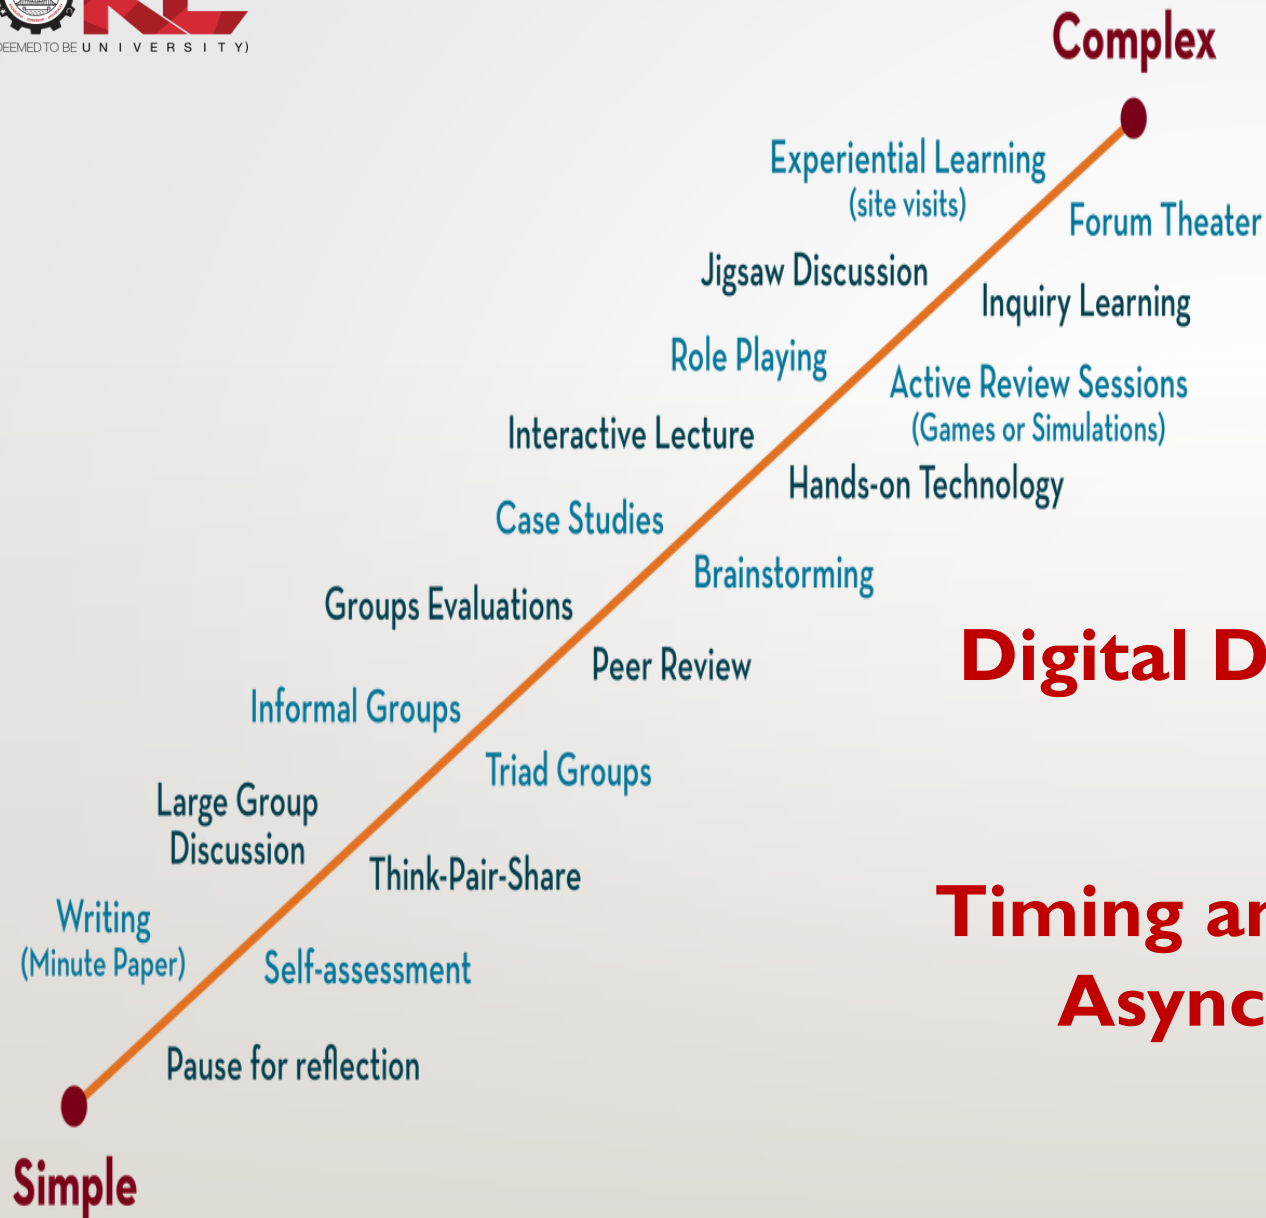 (DEEMED TO BE UNIVERSITY)
Complex
Experiential Learning
(site visits)
Forum Theater
Jigsaw Discussion
Inquiry Learning
Role Playing
Active Review Sessions
(Games or Simulations)
Interactive Lecture
Hands-on Technology
Case Studies
Brainstorming
Groups Evaluations
Digital D
Peer Review
Informal Groups
Triad Groups
Large Group
Discussion
Think-Pair-Share
Timing
Writing
(Minute Paper)
Self-assessment
Async
Pause for reflection
Simple